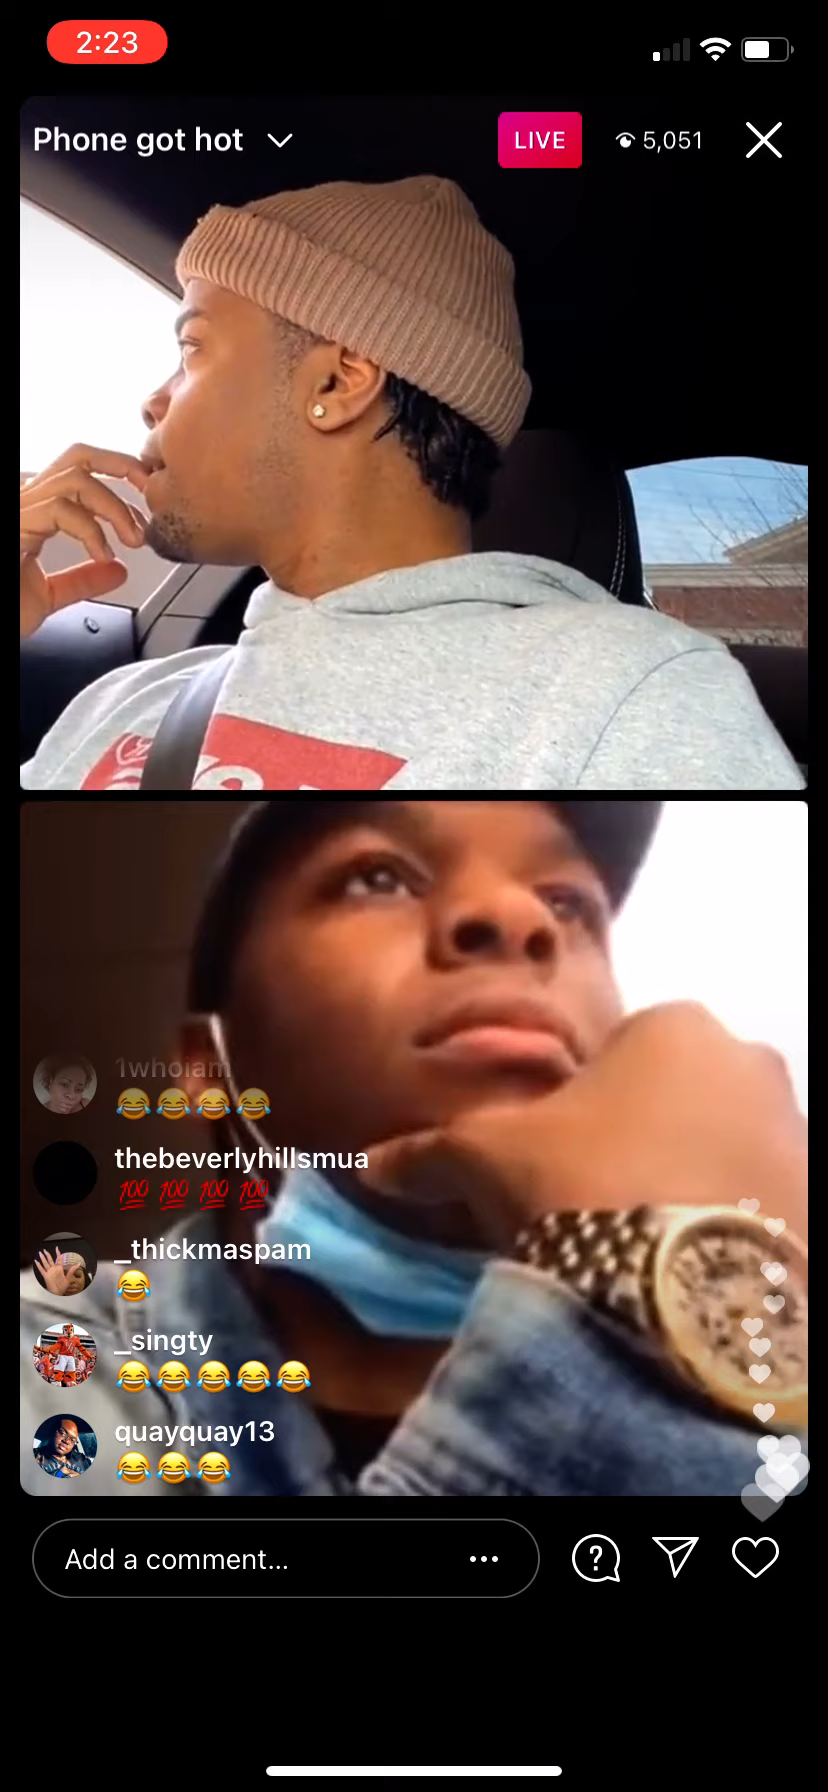 2:23
Phone got hot
LIVE
5,051
1whoiam
😂😂😂😂
thebeverlyhillsmua
💯 💯 💯 💯
_thickmaspam
😂
_singty
😂😂😂😂😂
quayquay13
😂😂😂
Add a comment...